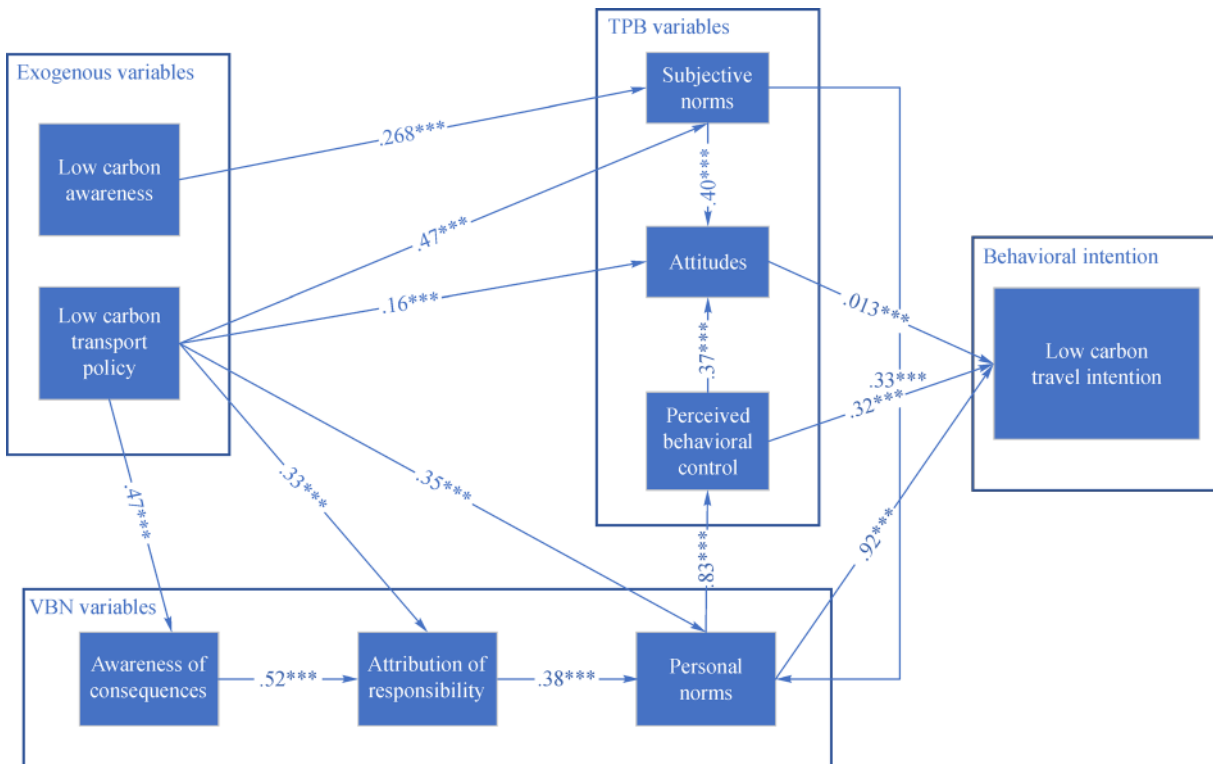 TPB variables
Exogenous variables
Subjective
norms
Low carbon
awareness
.268***
.40***
.47***
Behavioral intention
Attitudes
Low carbon
transport
policy
.16***
.013***
Low carbon
travel intention
.37***
.33***
.32***
Perceived
behavioral
control
.47***
.33***
.35***
.92***
.83***
VBN variables
Awareness of
consequences
.52***
Attribution of
responsibility
.38***
Personal
norms